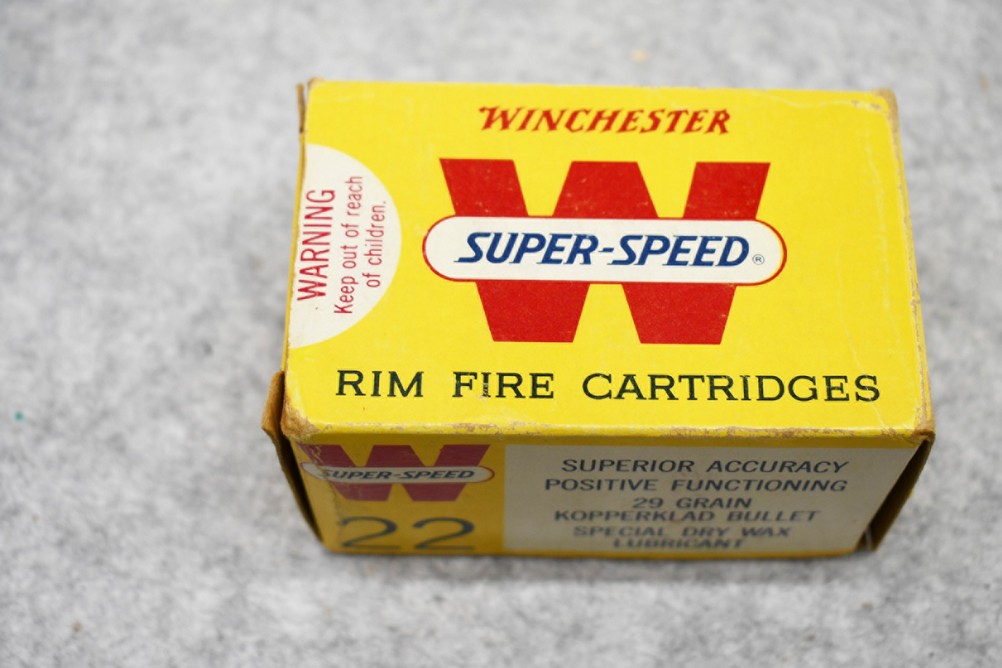 WINCHESTER
SUPER-SPEED®
WARNING
Keep out of reach
of children.
RIM FIRE CARTRIDGES
SUPER-SPEED
22
SUPERIOR ACCURACY
POSITIVE FUNCTIONING
29 GRAIN
KOPPERKLAD BULLET
SPECIAL DRY WAX
LUBRICANT